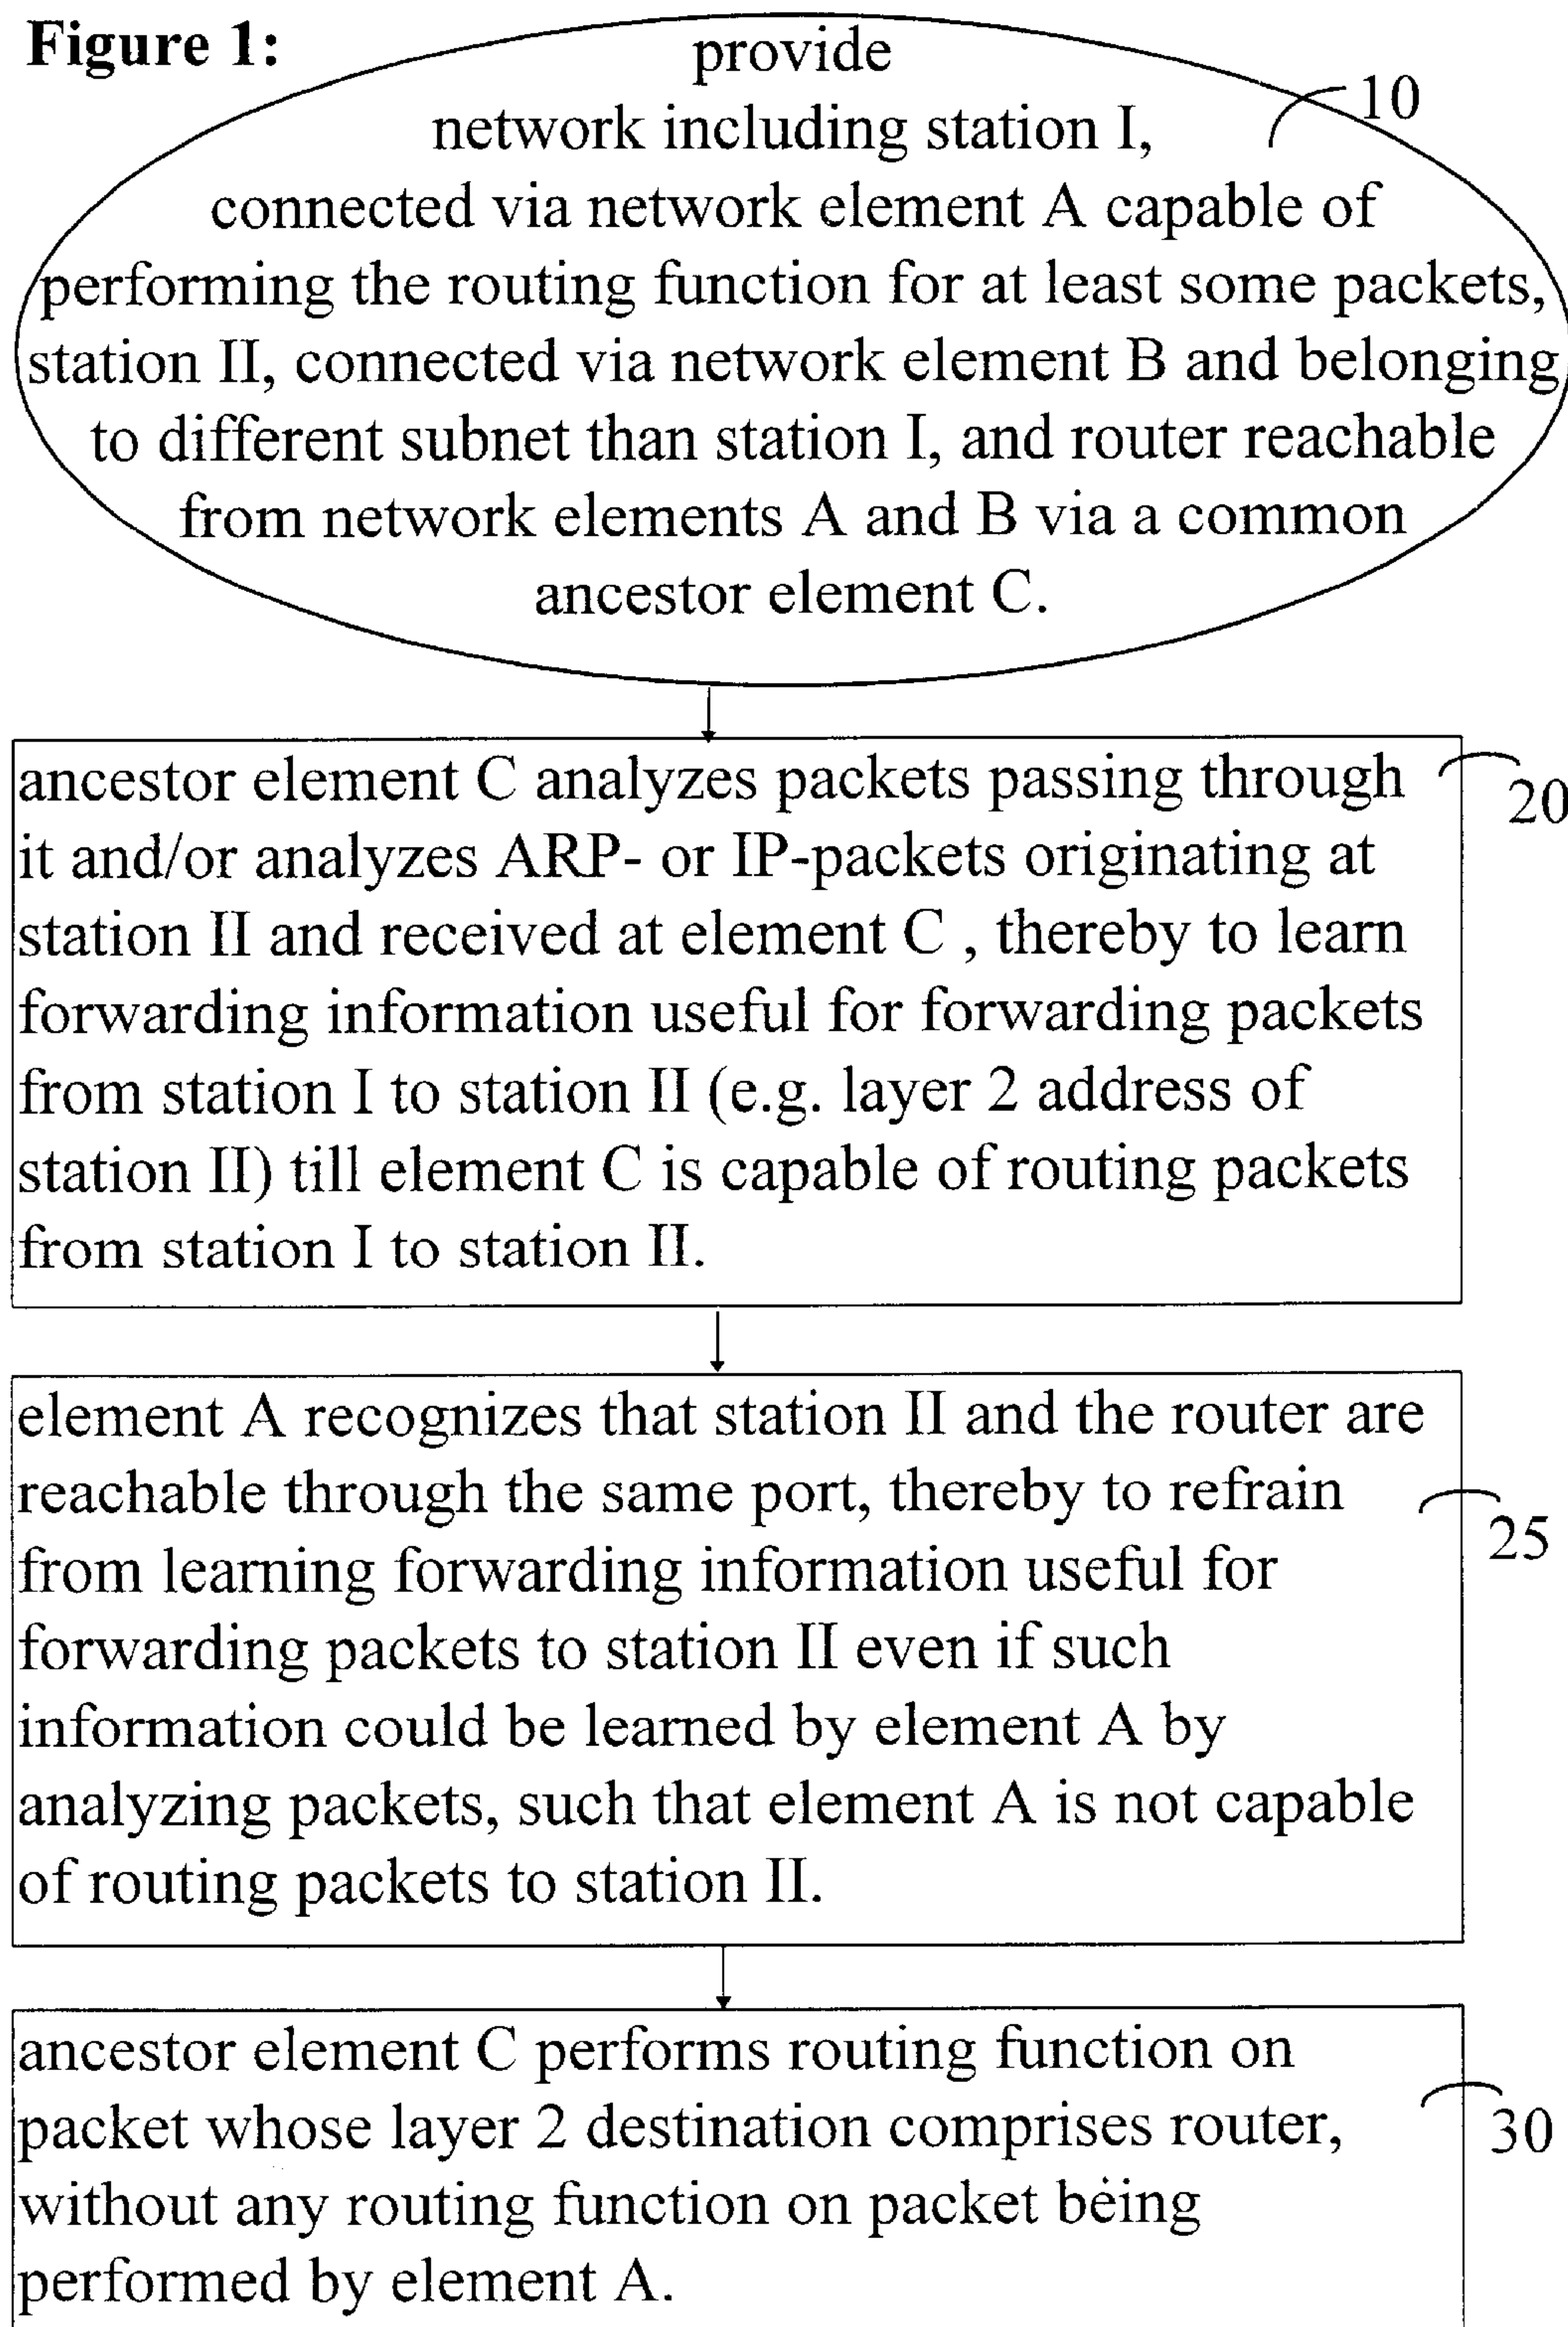 Figure 1:
provide
10
network including station I,
connected via network element A capable of
performing the routing function for at least some packets,
station II, connected via network element B and belonging
to different subnet than station I, and router reachable
from network elements A and B via a common
ancestor element C.
ancestor element C analyzes packets passing through
20
it and/or analyzes ARP- or IP-packets originating at
station II and received at element C , thereby to learn
forwarding information useful for forwarding packets
from station I to station II (e.g. layer 2 address of
station II) till element C is capable of routing packets
from station I to station II.
element A recognizes that station II and the router are
reachable through the same port, thereby to refrain
25
from learning forwarding information useful for
forwarding packets to station II even if such
information could be learned by element A by
analyzing packets, such that element A is not capable
of routing packets to station II.
ancestor element C performs routing function on
packet whose layer 2 destination comprises router,
30
without any routing function on packet being
performed by element A.